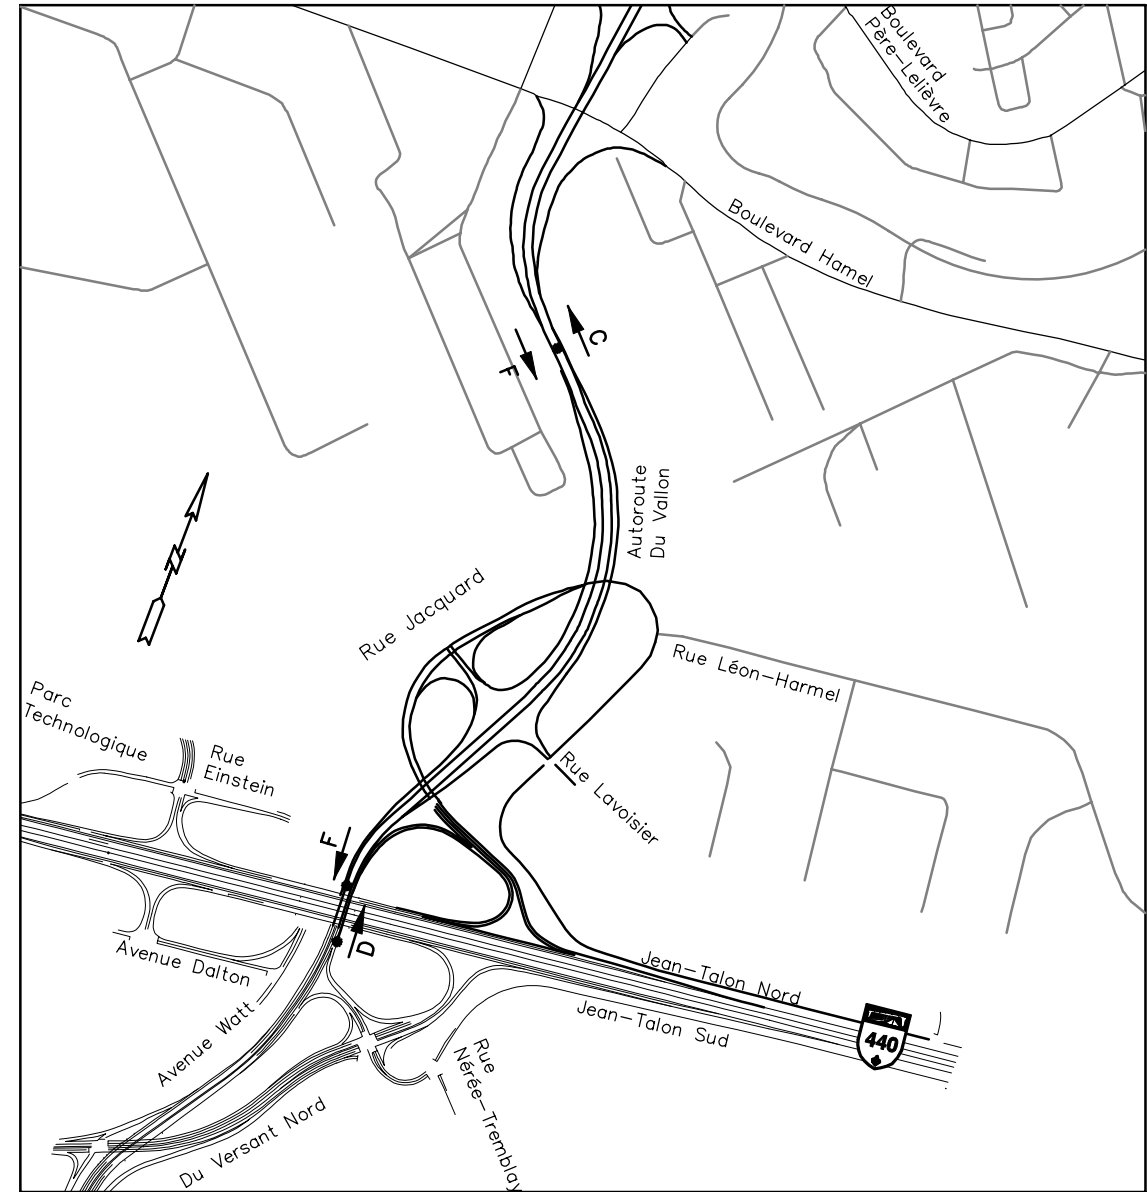 Boulevard
Père-Lelièvre
Boulevard Hamel
C
F
Autoroute
Du Vallon
N
Rue Jacquard
Rue Léon-Harmel
Parc
Technologique
Rue
Einstein
Rue Lavoisier
F
D
Avenue Dalton
Jean-Talon Nord
Jean-Talon Sud
440
Avenue Watt
Rue
Nérée-Tremblay
Du Versant Nord